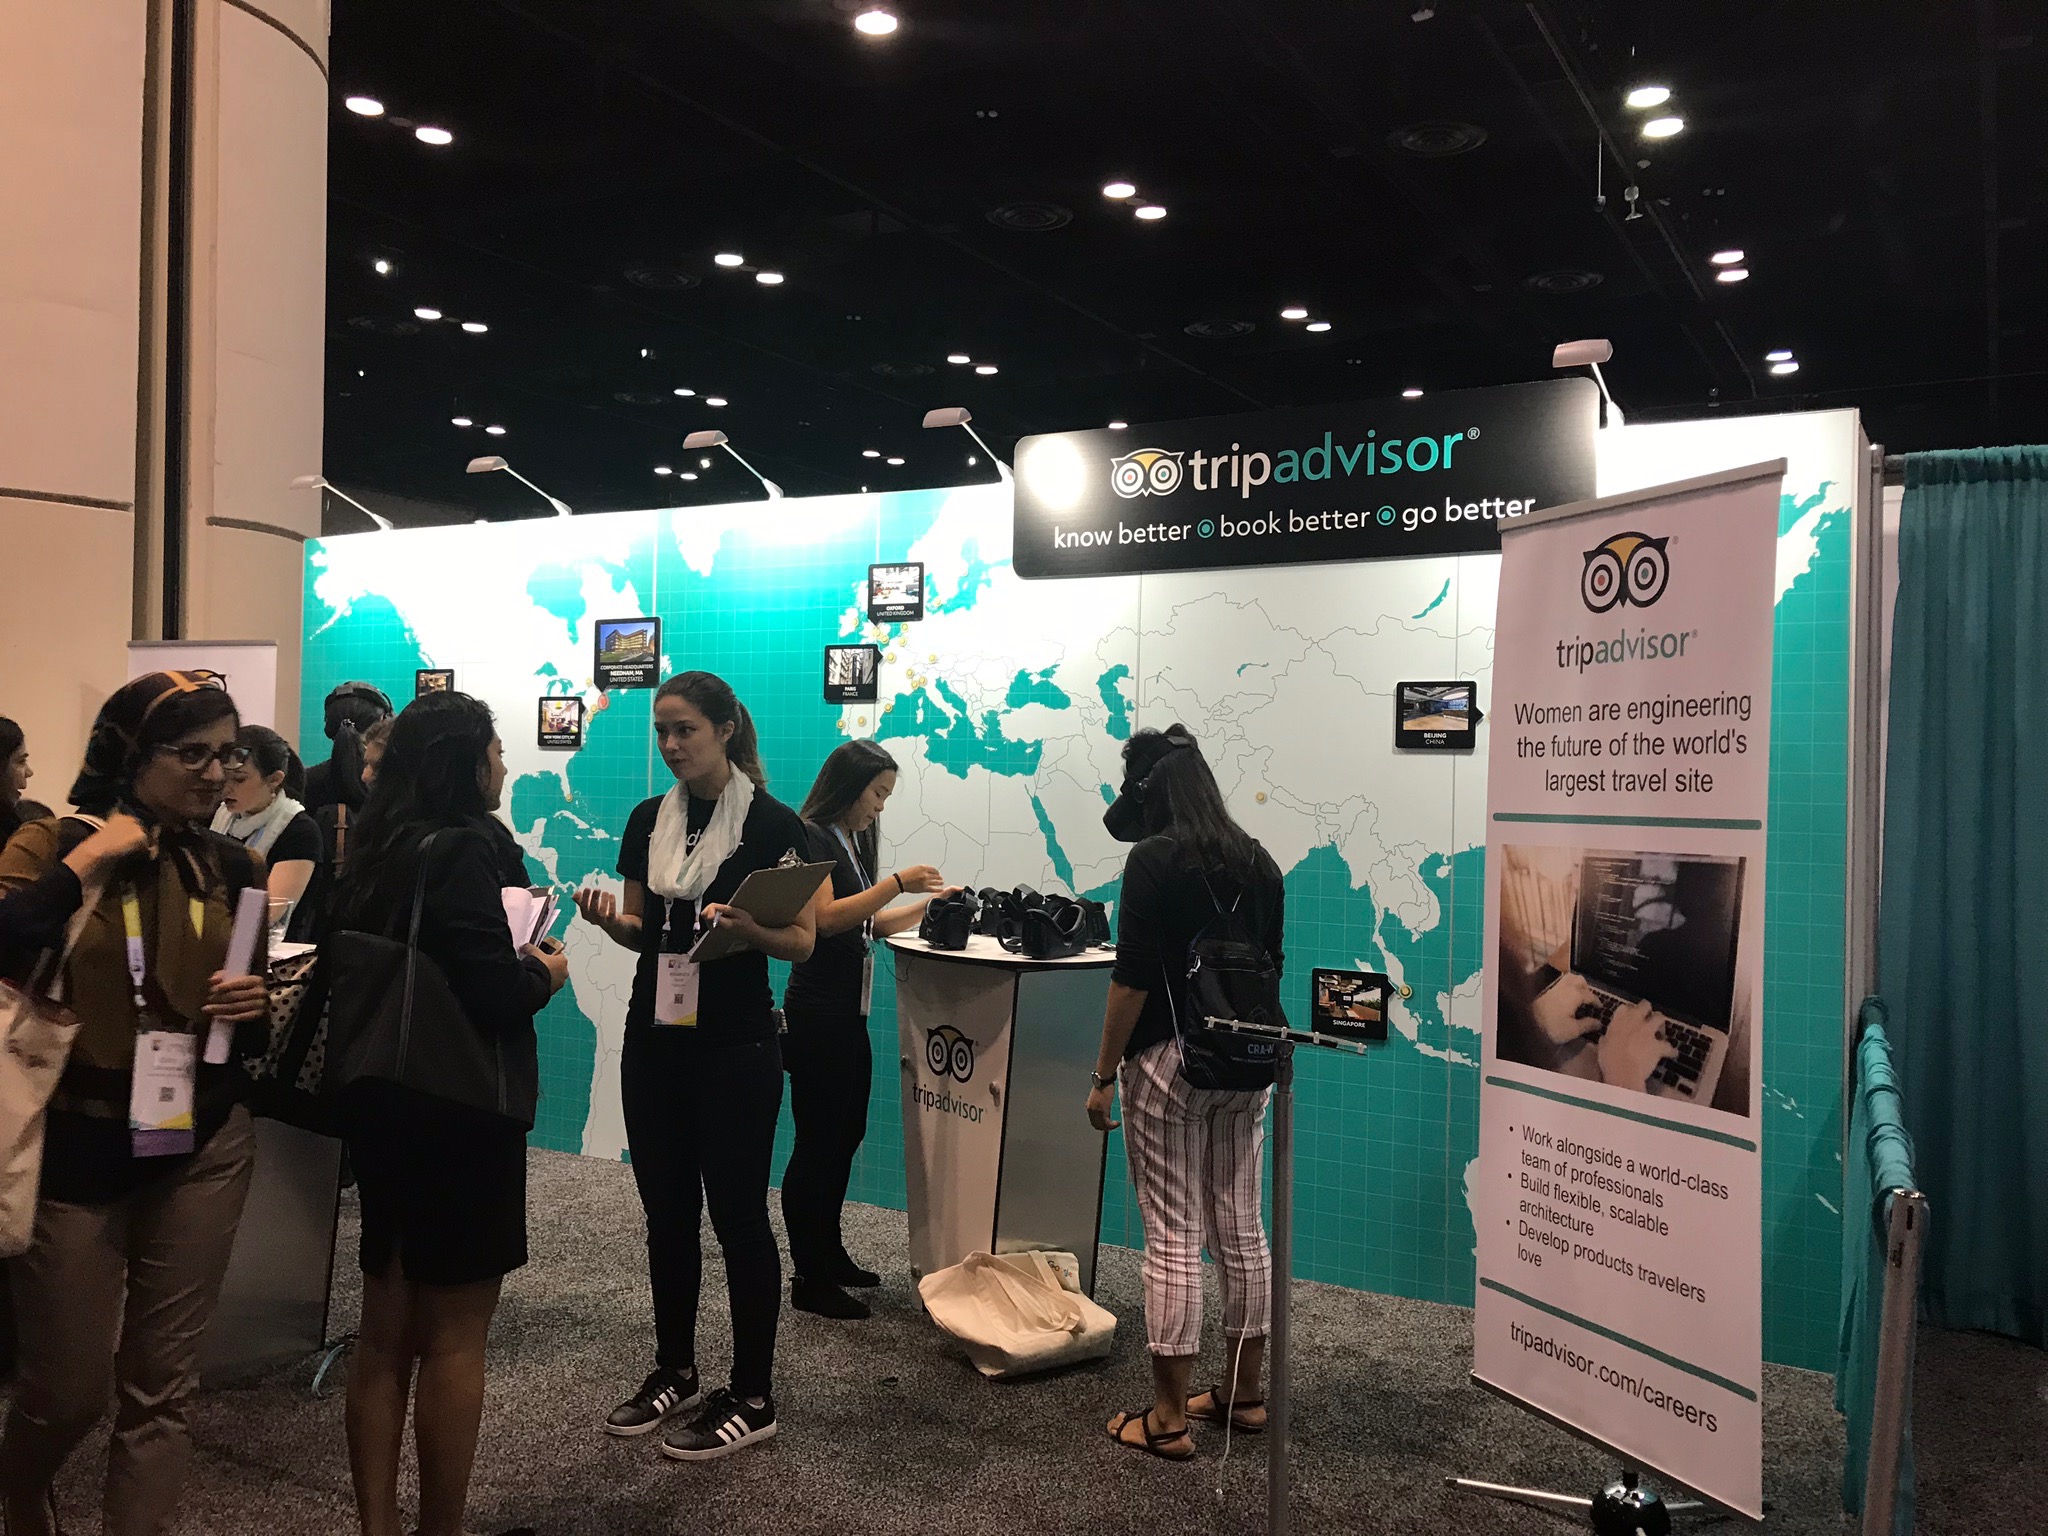 tripadvisor®
know better book better go better
OXFORD
UNITED KINGDOM
CORPORATE HEADQUARTERS
NEEDHAM, MA
UNITED STATES
PARIS
FRANCE
NEW YORK CITY, NY
UNITED STATES
BEIJING
CHINA
SINGAPORE
tripadvisor®
Women are engineering
the future of the world's
largest travel site
• Work alongside a world-class
team of professionals
• Build flexible, scalable
architecture
• Develop products travelers
love
tripadvisor.com/careers
tripadvisor
CRA-W
Google